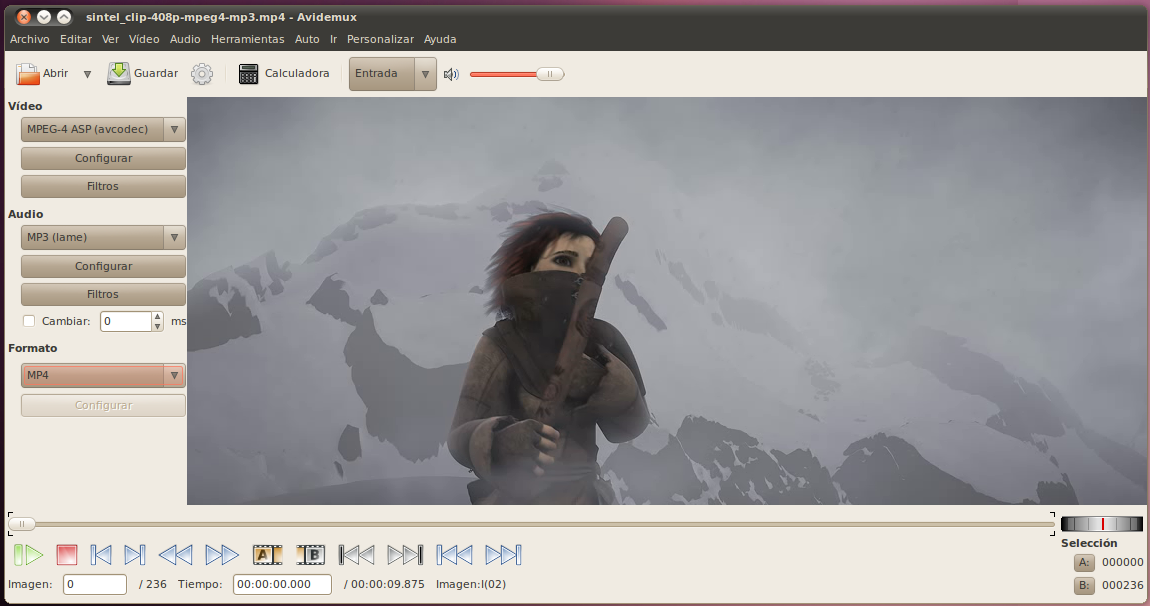 sintel_clip-408p-mpeg4-mp3.mp4 - Avidemux
Archivo Editar Ver Vídeo Audio Herramientas Auto Ir Personalizar Ayuda
Abrir Guardar Calculadora Entrada
Vídeo
MPEG-4 ASP (avcodec)
Configurar
Filtros
Audio
MP3 (lame)
Configurar
Filtros
Cambiar: 0 ms
Formato
MP4
Configurar
A B
Selección
A: 000000
B: 000236
Imagen: 0 / 236 Tiempo: 00:00:00.000 / 00:00:09.875 Imagen:I(02)